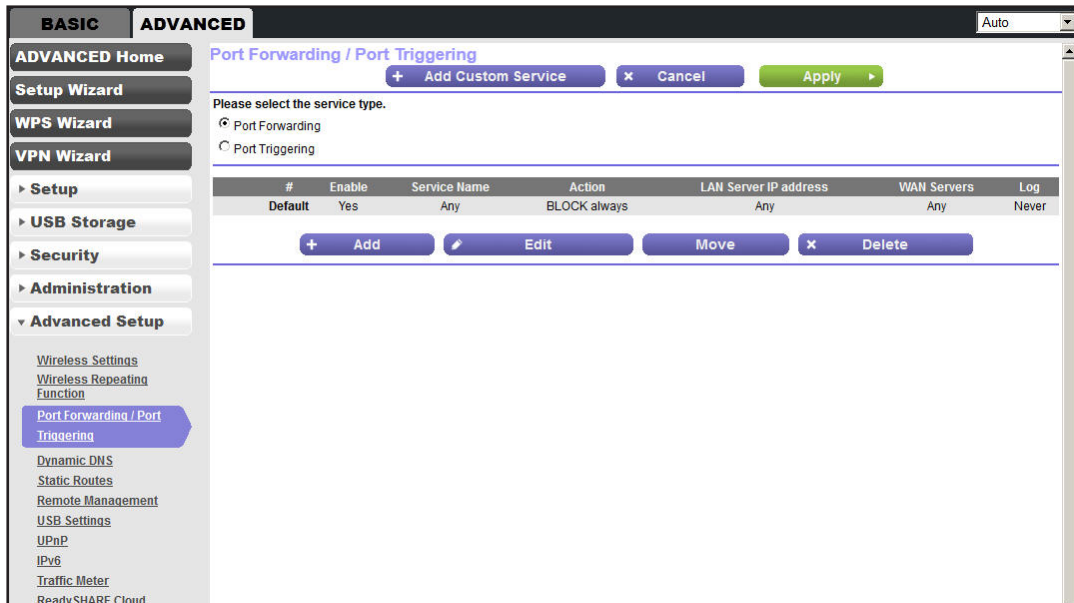 BASIC
ADVANCED
Auto
ADVANCED Home
Setup Wizard
WPS Wizard
VPN Wizard
Setup
USB Storage
Security
Administration
Advanced Setup
Wireless Settings
Wireless Repeating
Function
Port Forwarding / Port
Triggering
Dynamic DNS
Static Routes
Remote Management
USB Settings
UPnP
IPv6
Traffic Meter
ReadySHARE Cloud
Port Forwarding / Port Triggering
+ Add Custom Service
x Cancel
Apply
Please select the service type.
Port Forwarding
Port Triggering
# Enable Service Name Action LAN Server IP address WAN Servers Log
Default Yes Any BLOCK always Any Any Never
+ Add
Edit
Move
x Delete